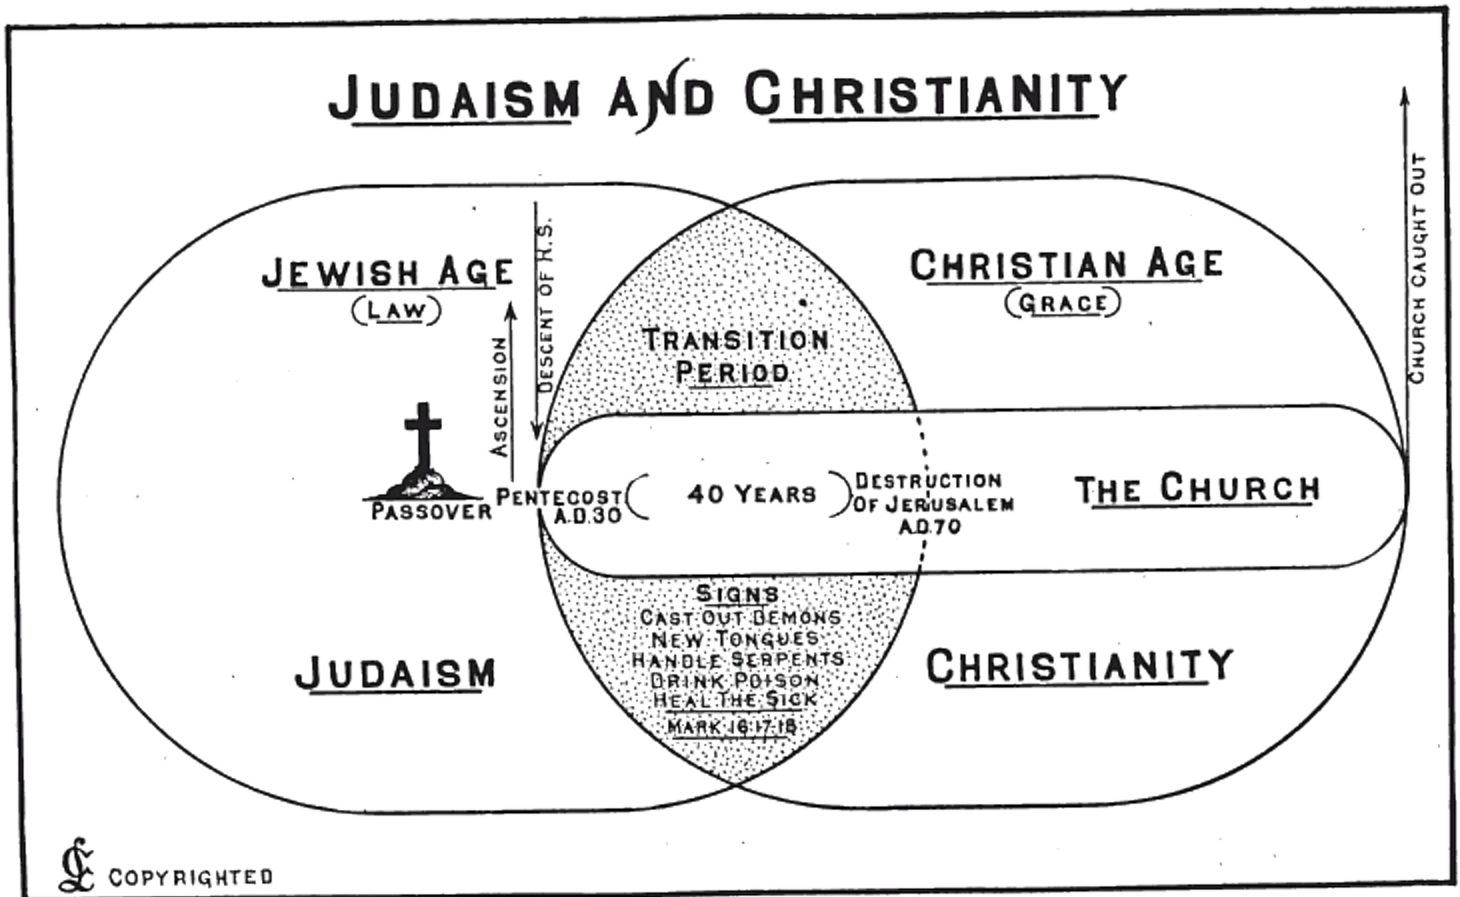 JUDAISM AND CHRISTIANITY
JEWISH AGE
(LAW)
ASCENSION
DESCENT OF H.S.
TRANSITION
PERIOD
CHRISTIAN AGE
(GRACE)
CHURCH CAUGHT OUT
PASSOVER
PENTECOST
A.D.30
(40 YEARS)
DESTRUCTION
OF JERUSALEM
A.D.70
THE CHURCH
JUDAISM
SIGNS
CAST OUT DEMONS
NEW TONGUES
HANDLE SERPENTS
DRINK POISON
HEAL THE SICK
MARK 16:17-18
CHRISTIANITY
COPYRIGHTED